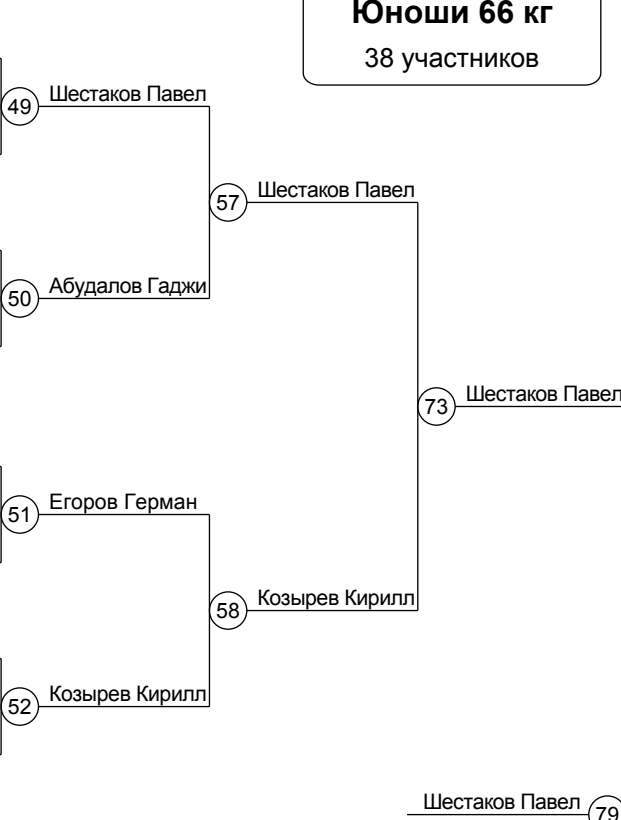 Юноши 66 кг
38 участников
49 Шестаков Павел
57 Шестаков Павел
50 Абудалов Гаджи
73 Шестаков Павел
51 Егоров Герман
58 Козырев Кирилл
52 Козырев Кирилл
Шестаков Павел 79